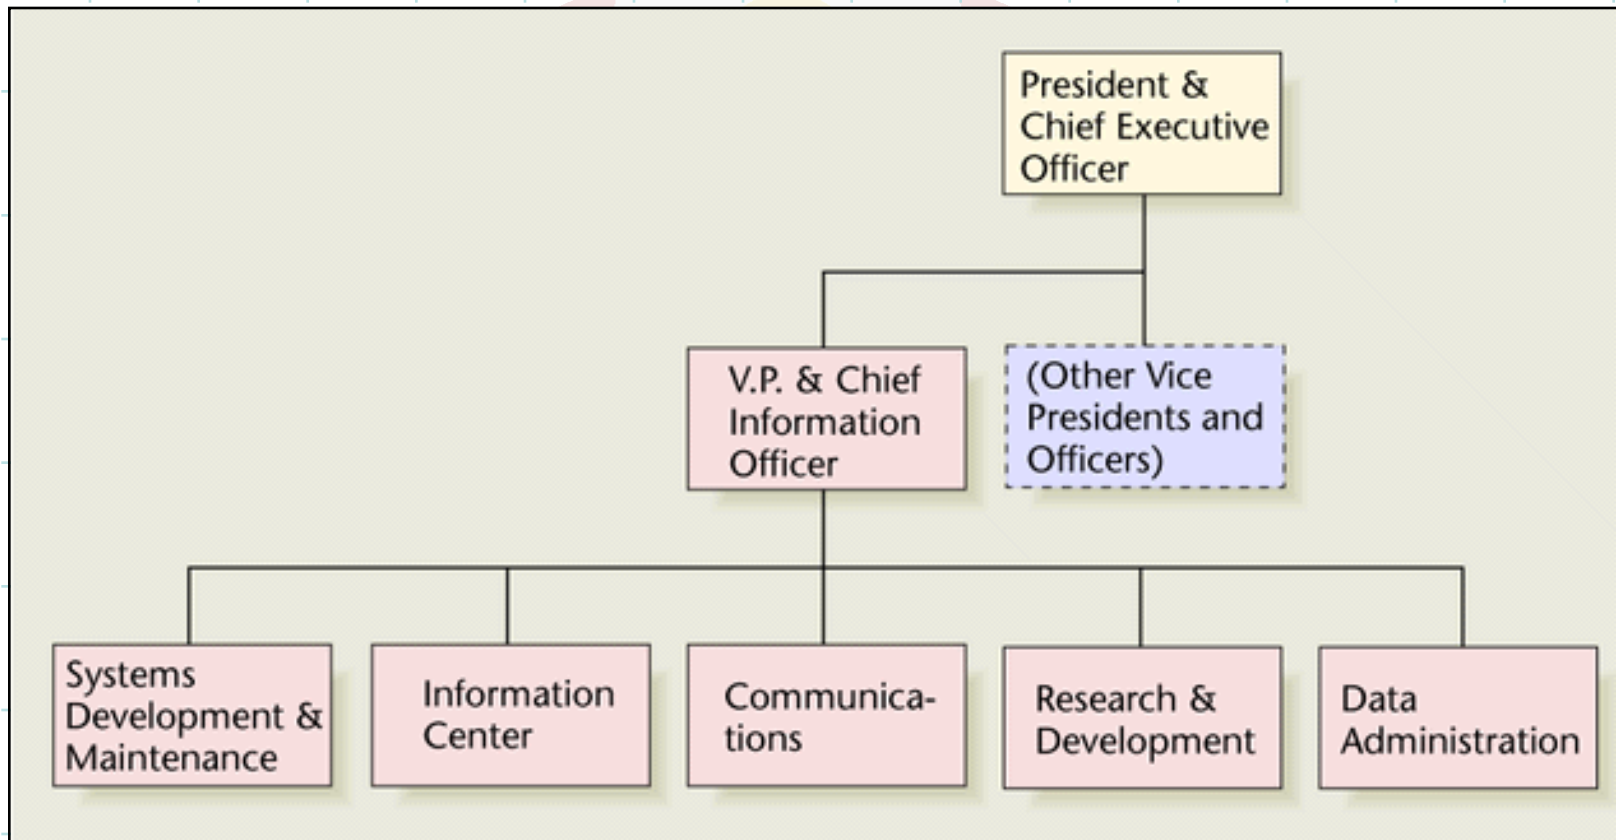 President &
Chief Executive
Officer
V.P. & Chief
Information
Officer
(Other Vice
Presidents and
Officers)
Systems
Development &
Maintenance
Information
Center
Communica-
tions
Research &
Development
Data
Administration